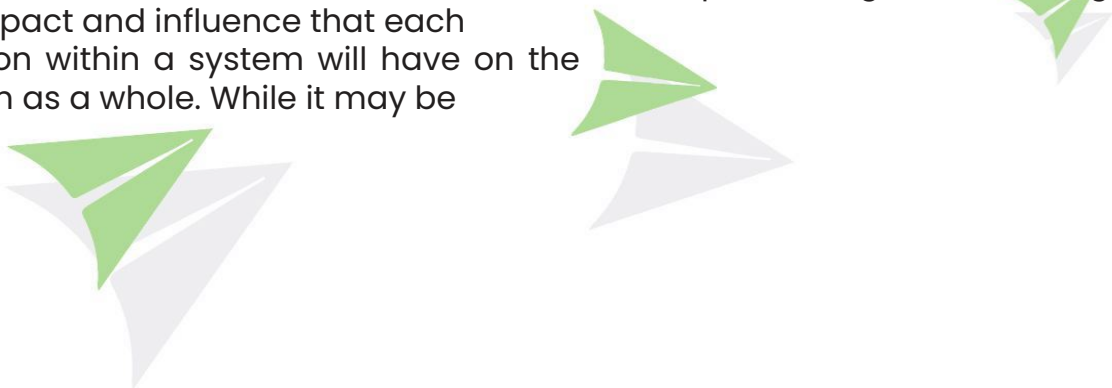 pact and influence that each
on within a system will have on the
as a whole. While it may be